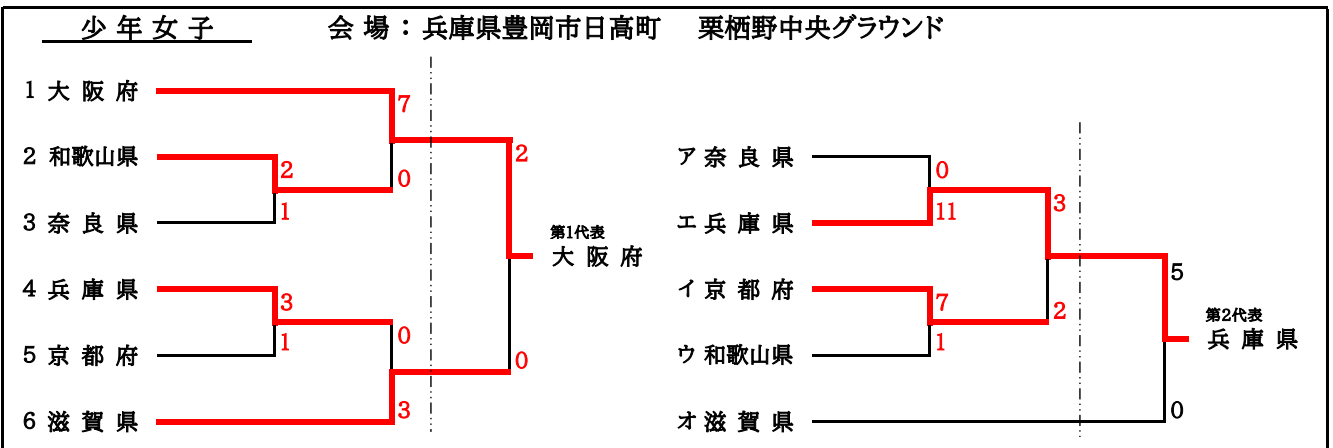 少年女子 会場：兵庫県豊岡市日高町 栗栖野中央グラウンド
1 大阪府
7
2 和歌山県
2
0
1
3 奈良県
2
第1代表
大阪府
4 兵庫県
3
0
1
5 京都府
0
3
6 滋賀県
ア 奈良県
0
11
3
エ 兵庫県
イ 京都府
7
2
1
ウ 和歌山県
5
第2代表
兵庫県
0
オ 滋賀県